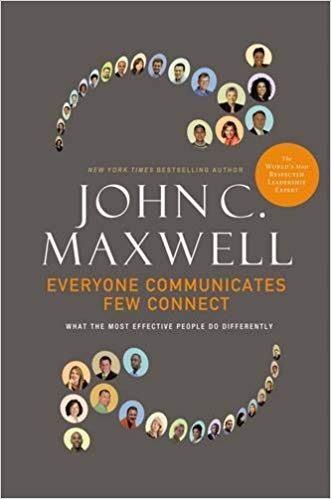 The
World's Most
Respected
Leadership
Expert
NEW YORK TIMES BESTSELLING AUTHOR
JOHN C.
MAXWELL
EVERYONE COMMUNICATES
FEW CONNECT
WHAT THE MOST EFFECTIVE PEOPLE DO DIFFERENTLY